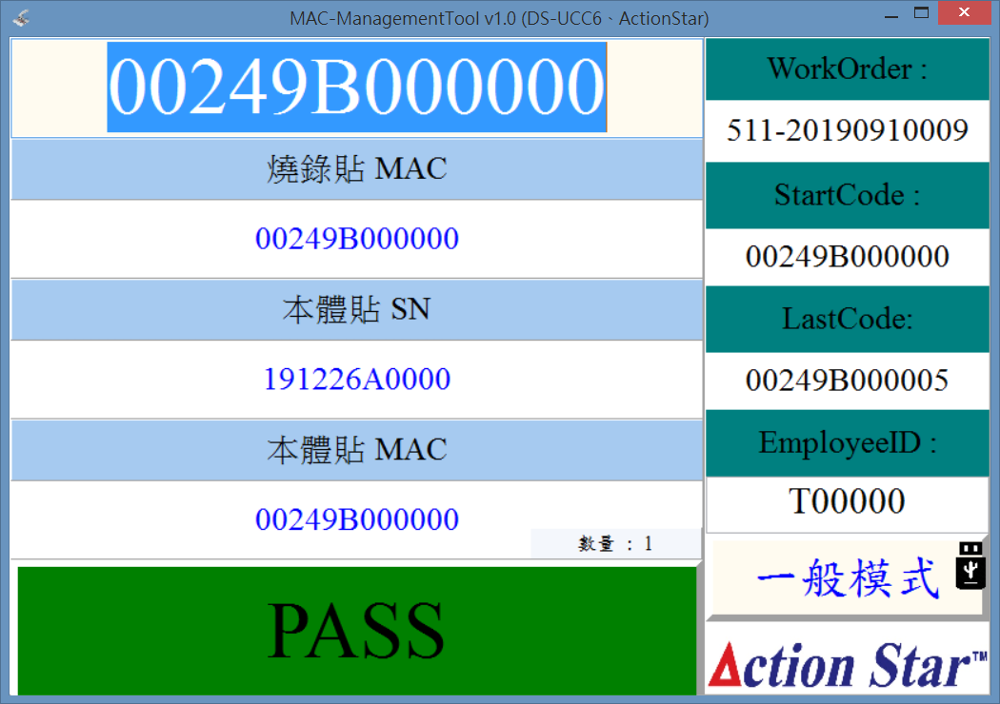 MAC-ManagementTool v1.0 (DS-UCC6、ActionStar)
00249B000000
燒錄貼 MAC
00249B000000
本體貼 SN
191226A0000
本體貼 MAC
00249B000000
數量 : 1
PASS
WorkOrder :
511-20190910009
StartCode :
00249B000000
LastCode:
00249B000005
EmployeeID :
T00000
一般模式
Action Star™